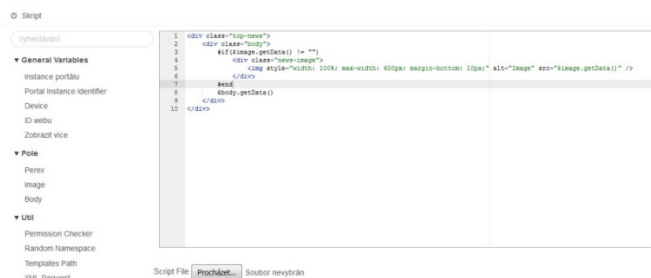 Skript
Vyhledávání
▾ General Variables
Instance portálu
Portal Instance Identifier
Device
ID webu
Zobrazit více
▾ Pole
Perex
Image
Body
▾ Util
Permission Checker
Random Namespace
Templates Path
XML Request
1 <div class="top-news">
2 <div class="body">
3 #if($image.getData() != "")
4 <div class="news-image">
5 <img style="width: 100%; max-width: 600px; margin-bottom: 10px;" alt="Image" src="$image.getData()" />
6 </div>
7 #end
8 $body.getData()
9 </div>
10 </div>
Script File Procházet... Soubor nevybrán.